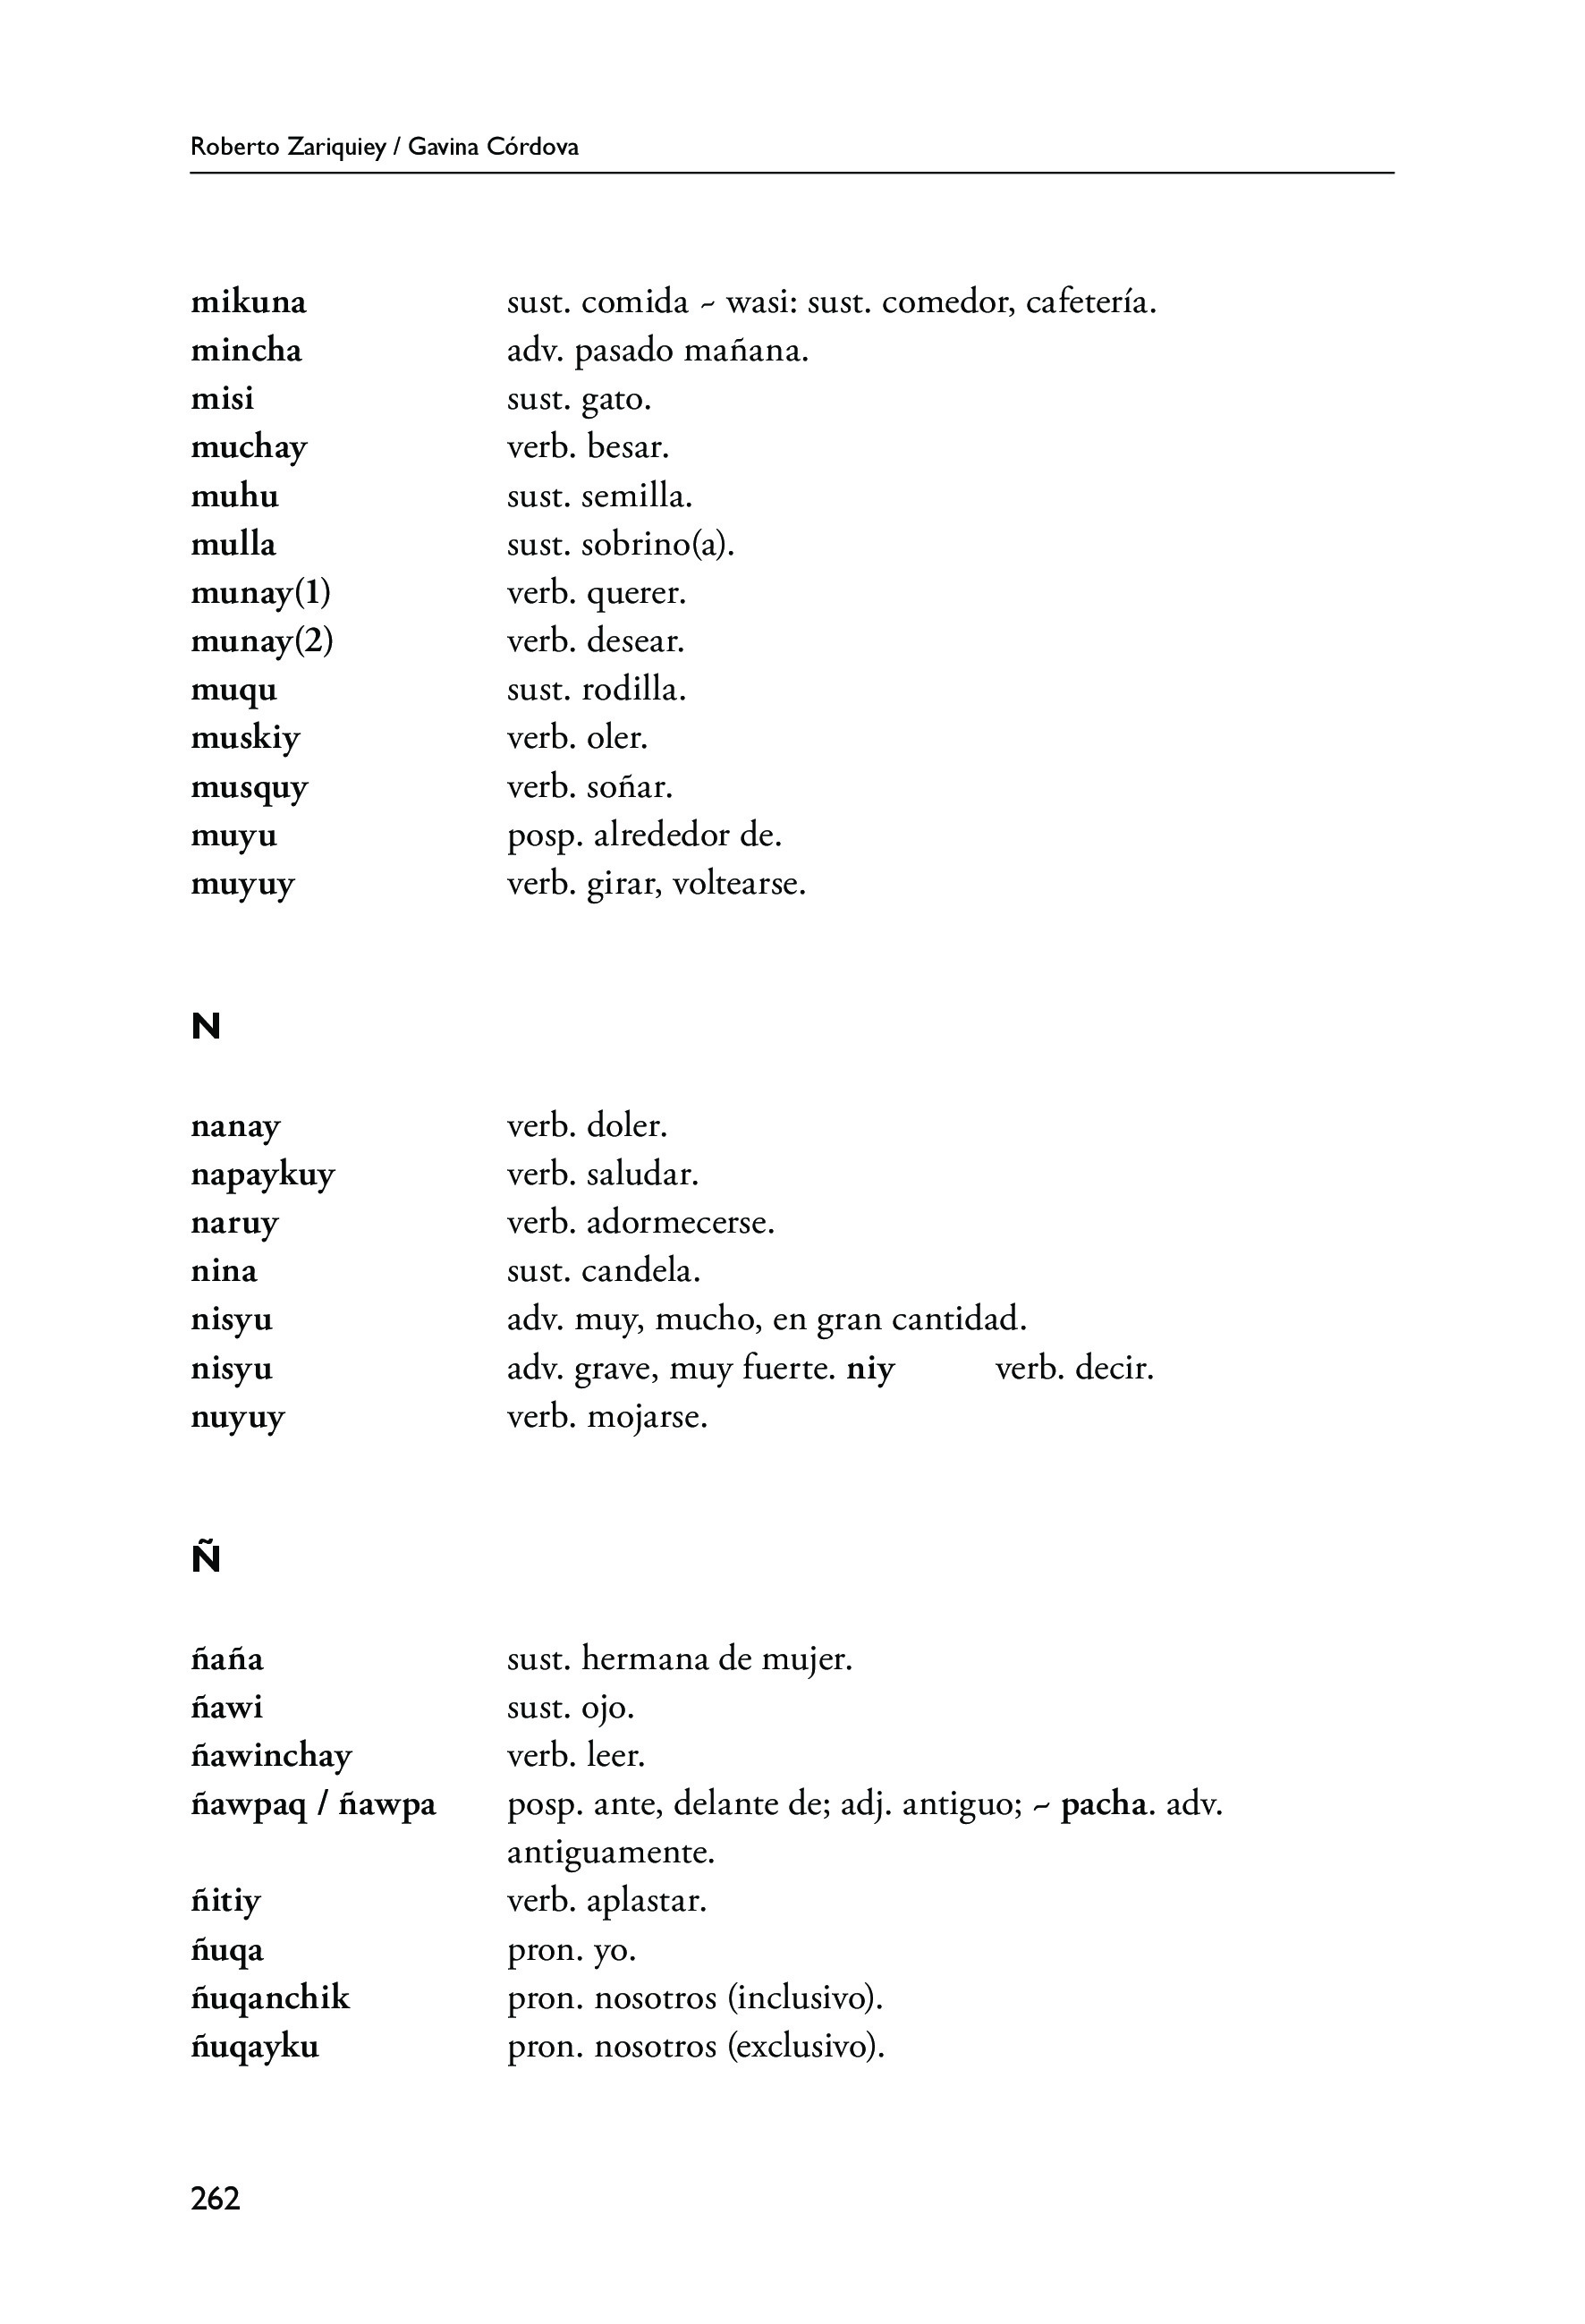 Roberto Zariquiey / Gavina Córdova
mikuna sust. comida ~ wasi: sust. comedor, cafetería.
mincha adv. pasado mañana.
misi sust. gato.
muchay verb. besar.
muhu sust. semilla.
mulla sust. sobrino(a).
munay(1) verb. querer.
munay(2) verb. desear.
muqu sust. rodilla.
muskiy verb. oler.
musquy verb. soñar.
muyu posp. alrededor de.
muyuy verb. girar, voltearse.
N
nanay verb. doler.
napaykuy verb. saludar.
naruy verb. adormecerse.
nina sust. candela.
nisyu adv. muy, mucho, en gran cantidad.
nisyu adv. grave, muy fuerte. niy verb. decir.
nuyuy verb. mojarse.
Ñ
ñaña sust. hermana de mujer.
ñawi sust. ojo.
ñawinchay verb. leer.
ñawpaq / ñawpa posp. ante, delante de; adj. antiguo; ~ pacha. adv.
antiguamente.
ñitiy verb. aplastar.
ñuqa pron. yo.
ñuqanchik pron. nosotros (inclusivo).
ñuqayku pron. nosotros (exclusivo).
262